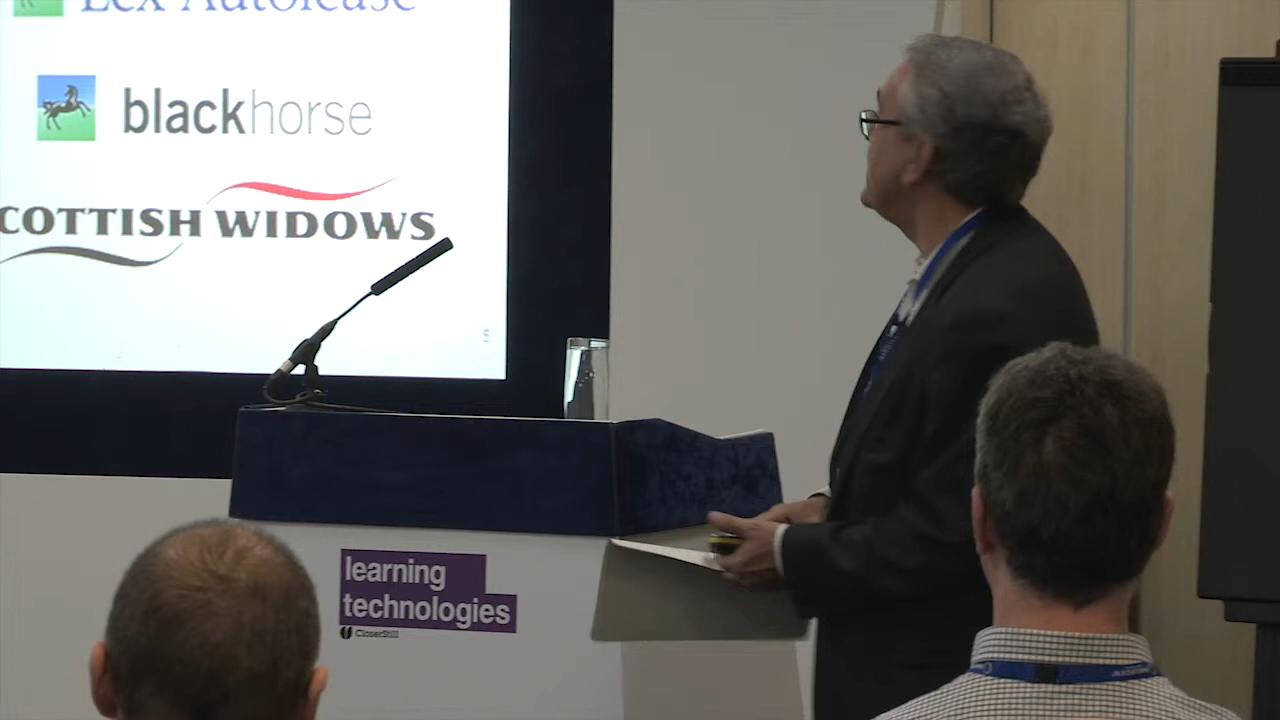 Lex Autolease
blackhorse
COTTISH WIDOWS
5
learning
technologies
CloserStill